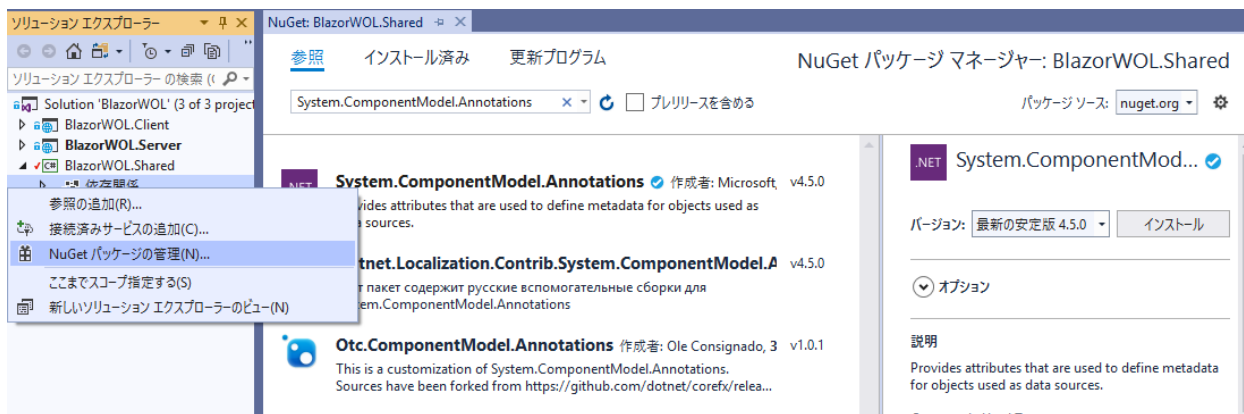 ソリューション エクスプローラー
ソリューション エクスプローラー の検索 ((
Solution 'BlazorWOL' (3 of 3 project
BlazorWOL.Client
BlazorWOL.Server
C# BlazorWOL.Shared
依存関係
参照の追加(R)...
接続済みサービスの追加(C)...
NuGet パッケージの管理(N)...
ここまでスコープ指定する(S)
新しいソリューション エクスプローラーのビュー(N)
NuGet: BlazorWOL.Shared
参照 インストール済み 更新プログラム
NuGet パッケージ マネージャー: BlazorWOL.Shared
System.ComponentModel.Annotations
プレリリースを含める
パッケージ ソース: nuget.org
.NET
System.ComponentModel.Annotations 作成者: Microsoft, v4.5.0
vides attributes that are used to define metadata for objects used as
sources.
tnet.Localization.Contrib.System.ComponentModel.A v4.5.0
пакет содержит русские вспомогательные сборки для
em.ComponentModel.Annotations
Otc.ComponentModel.Annotations 作成者: Ole Consignado, 3 v1.0.1
This is a customization of System.ComponentModel.Annotations.
Sources have been forked from https://github.com/dotnet/corefx/relea...
.NET System.ComponentMod...
バージョン: 最新の安定版 4.5.0 インストール
オプション
説明
Provides attributes that are used to define metadata
for objects used as data sources.